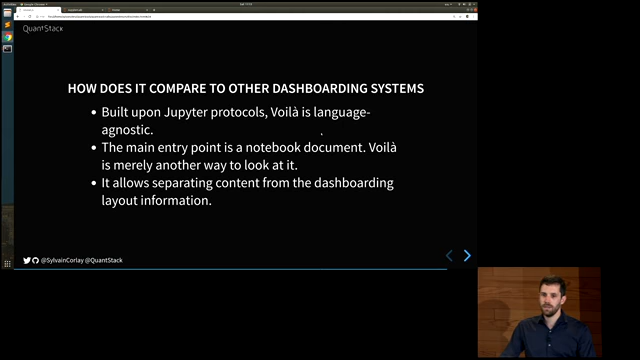 QuantStack
HOW DOES IT COMPARE TO OTHER DASHBOARDING SYSTEMS
• Built upon Jupyter protocols, Voilà is language-
agnostic.
• The main entry point is a notebook document. Voilà
is merely another way to look at it.
• It allows separating content from the dashboarding
layout information.
@SylvainCorlay @QuantStack